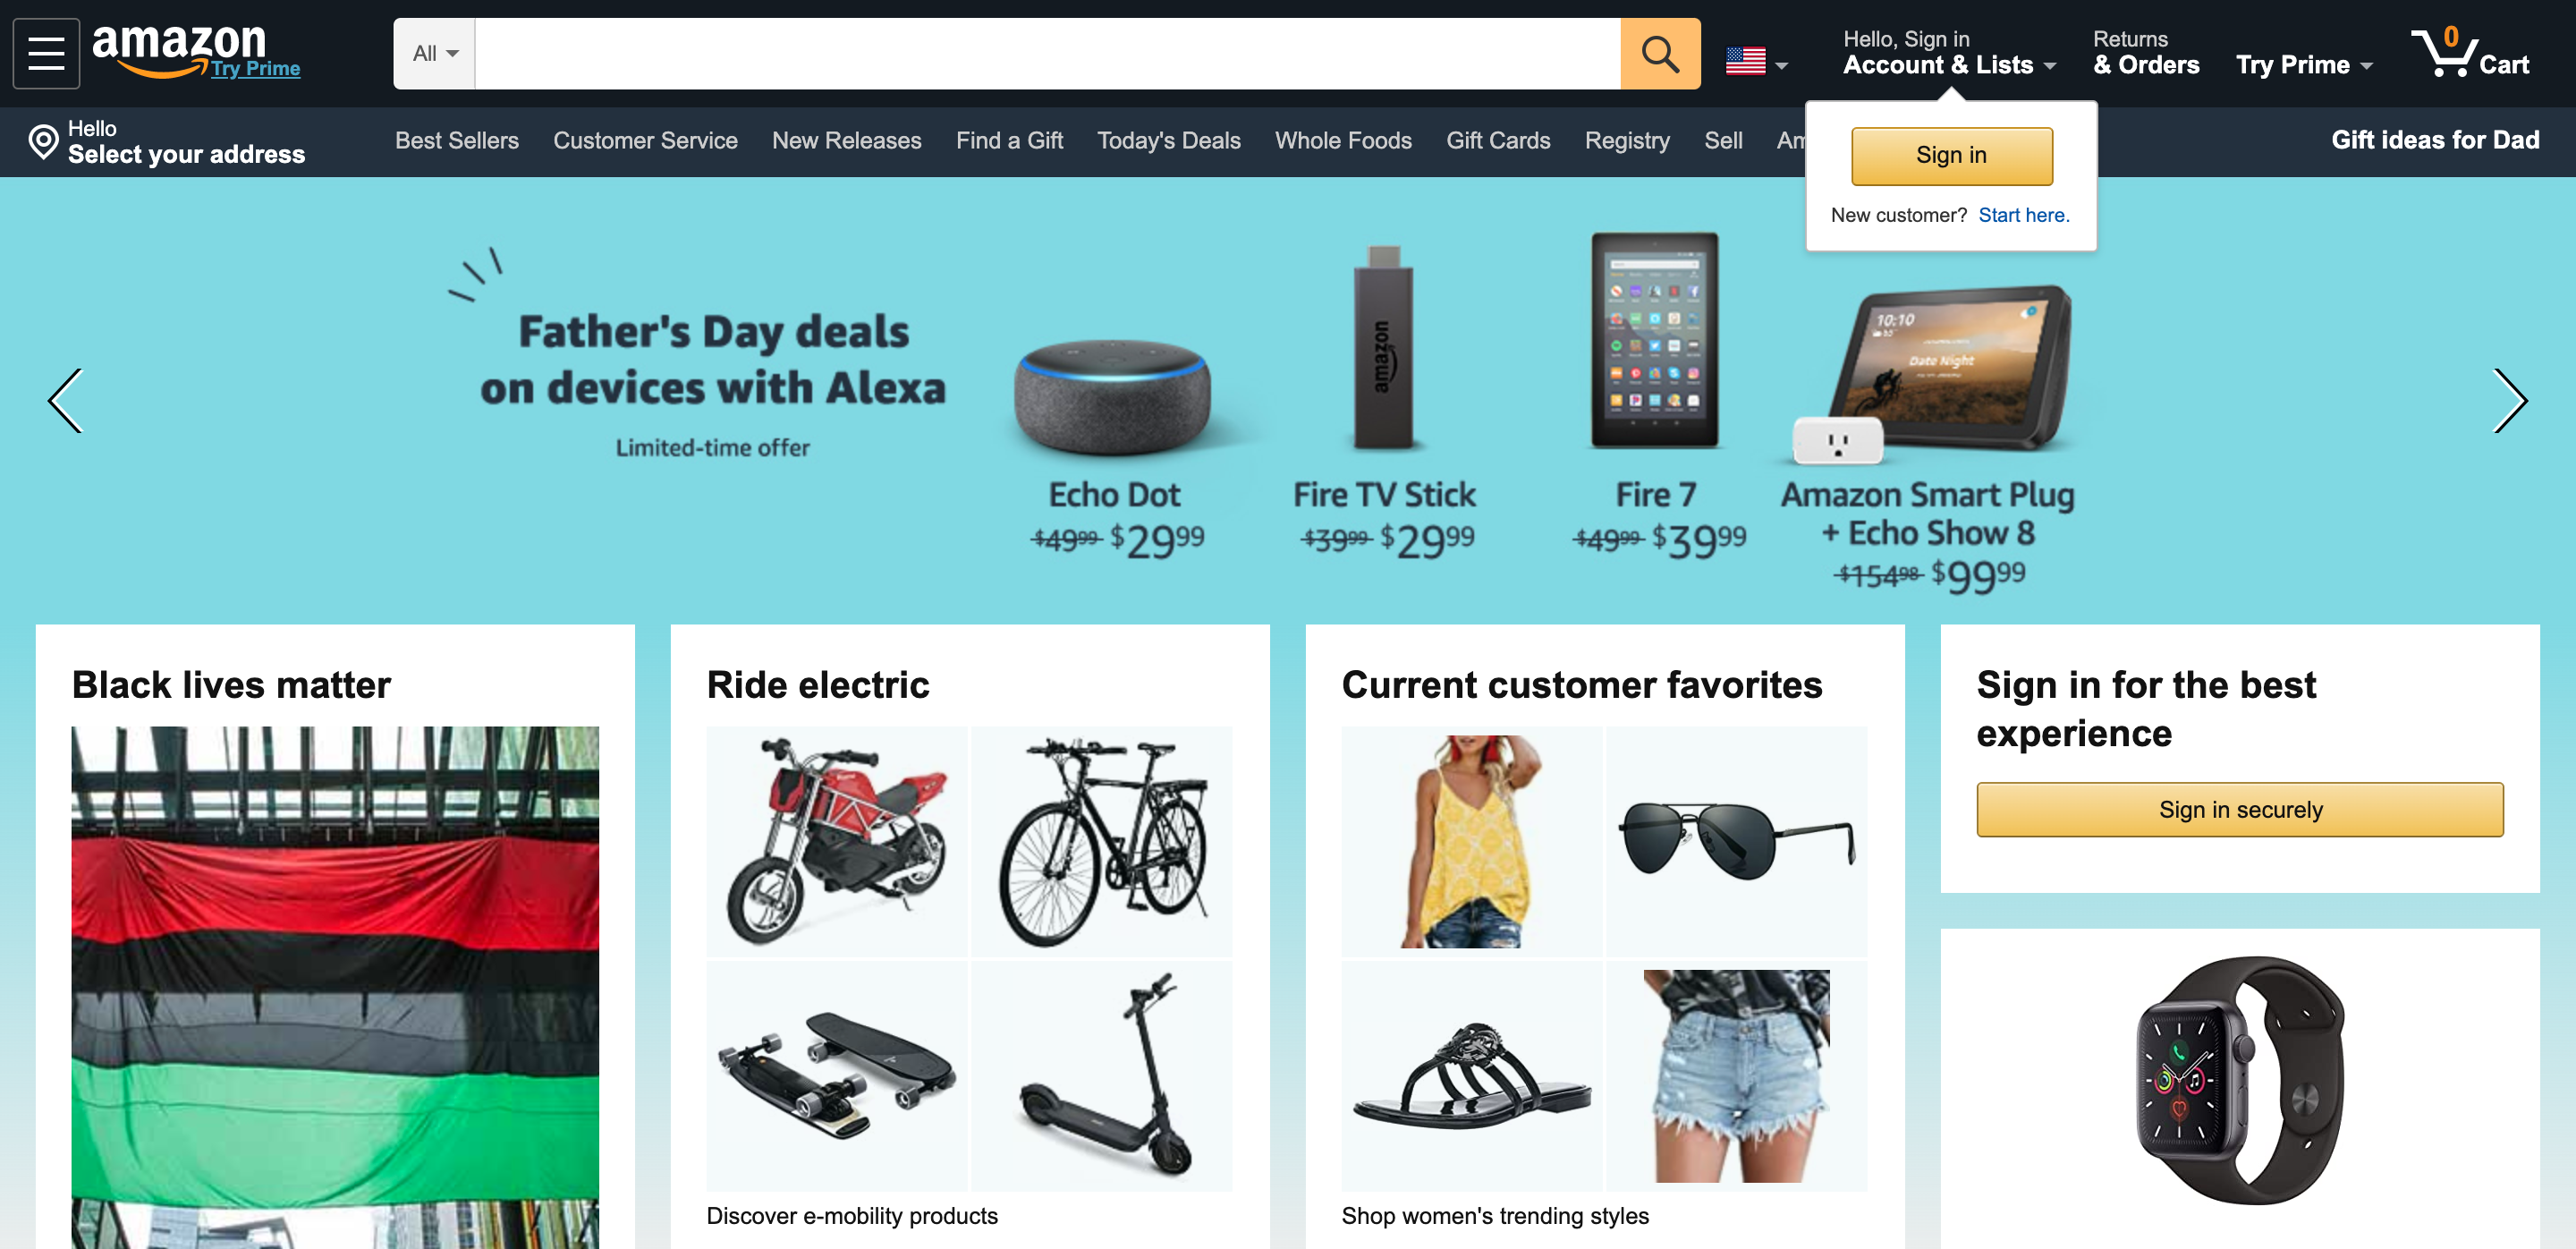 amazon
Try Prime
All
Hello, Sign in
Account & Lists
Returns
& Orders
Try Prime
0
Cart
Hello
Select your address
Best Sellers
Customer Service
New Releases
Find a Gift
Today's Deals
Whole Foods
Gift Cards
Registry
Sell
Am
Gift ideas for Dad
Sign in
New customer? Start here.
Father's Day deals
on devices with Alexa
Limited-time offer
amazon
10:10
Date Night
Echo Dot
$49.99 $29.99
Fire TV Stick
$39.99 $29.99
Fire 7
$49.99 $39.99
Amazon Smart Plug
+ Echo Show 8
$154.98 $99.99
Black lives matter
Ride electric
Discover e-mobility products
Current customer favorites
Shop women's trending styles
Sign in for the best
experience
Sign in securely